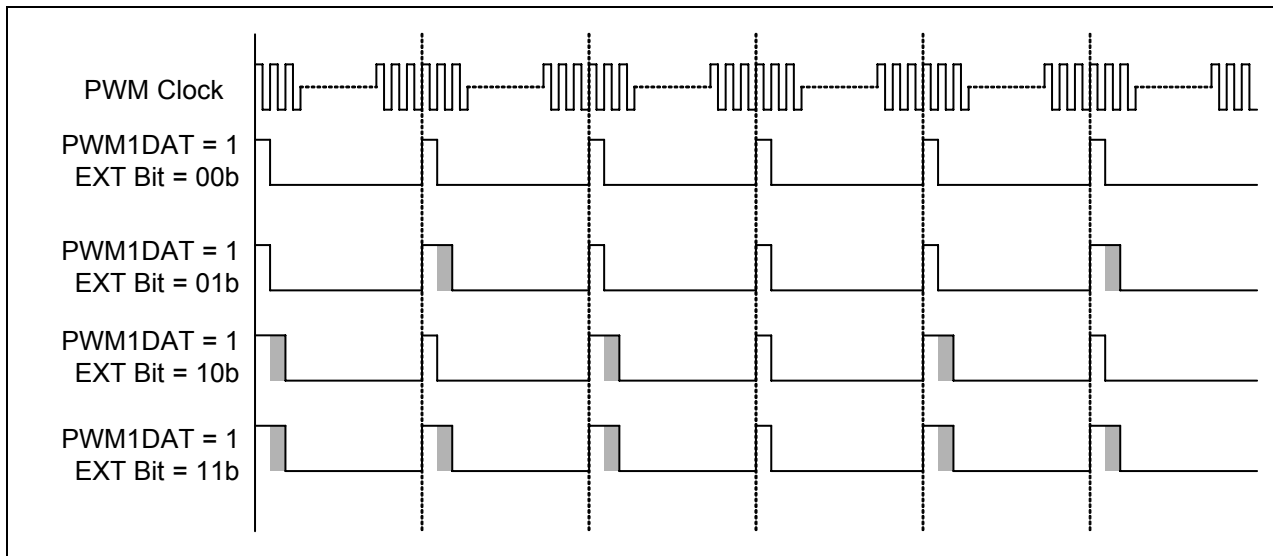 PWM Clock
PWM1DAT = 1
EXT Bit = 00b
PWM1DAT = 1
EXT Bit = 01b
PWM1DAT = 1
EXT Bit = 10b
PWM1DAT = 1
EXT Bit = 11b